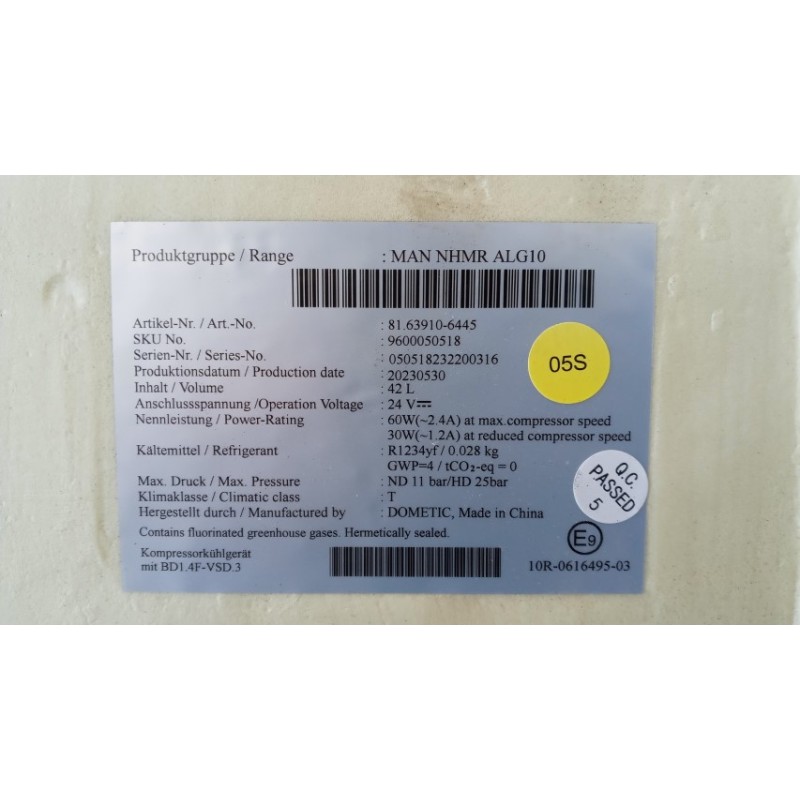 Produktgruppe / Range : MAN NHMR ALG10
Artikel-Nr. / Art.-No. : 81.63910-6445
SKU No. : 9600050518
Serien-Nr. / Series-No. : 050518232200316
Produktionsdatum / Production date : 20230530
Inhalt / Volume : 42 L
Anschlussspannung /Operation Voltage : 24 V⎓
Nennleistung / Power-Rating : 60W(~2.4A) at max.compressor speed
30W(~1.2A) at reduced compressor speed
Kältemittel / Refrigerant : R1234yf / 0.028 kg
GWP=4 / tCO₂-eq = 0
Max. Druck / Max. Pressure : ND 11 bar/HD 25bar
Klimaklasse / Climatic class : T
Hergestellt durch / Manufactured by : DOMETIC, Made in China
Contains fluorinated greenhouse gases. Hermetically sealed.
Kompressorkühlgerät
mit BD1.4F-VSD.3
E9
10R-0616495-03
05S
Q.C.
PASSED
5